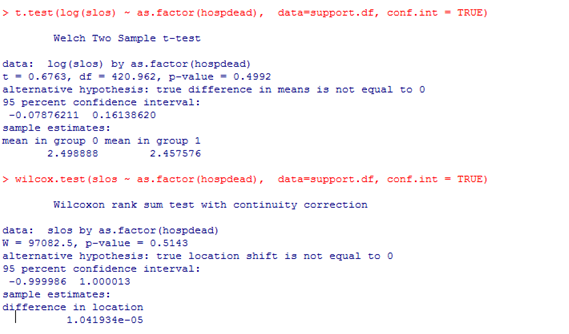 > t.test(log(slos) ~ as.factor(hospdead), data=support.df, conf.int = TRUE)
Welch Two Sample t-test
data: log(slos) by as.factor(hospdead)
t = 0.6763, df = 420.962, p-value = 0.4992
alternative hypothesis: true difference in means is not equal to 0
95 percent confidence interval:
-0.07876211 0.16138620
sample estimates:
mean in group 0 mean in group 1
2.498888 2.457576
> wilcox.test(slos ~ as.factor(hospdead), data=support.df, conf.int = TRUE)
Wilcoxon rank sum test with continuity correction
data: slos by as.factor(hospdead)
W = 97082.5, p-value = 0.5143
alternative hypothesis: true location shift is not equal to 0
95 percent confidence interval:
-0.999986 1.000013
sample estimates:
difference in location
1.041934e-05